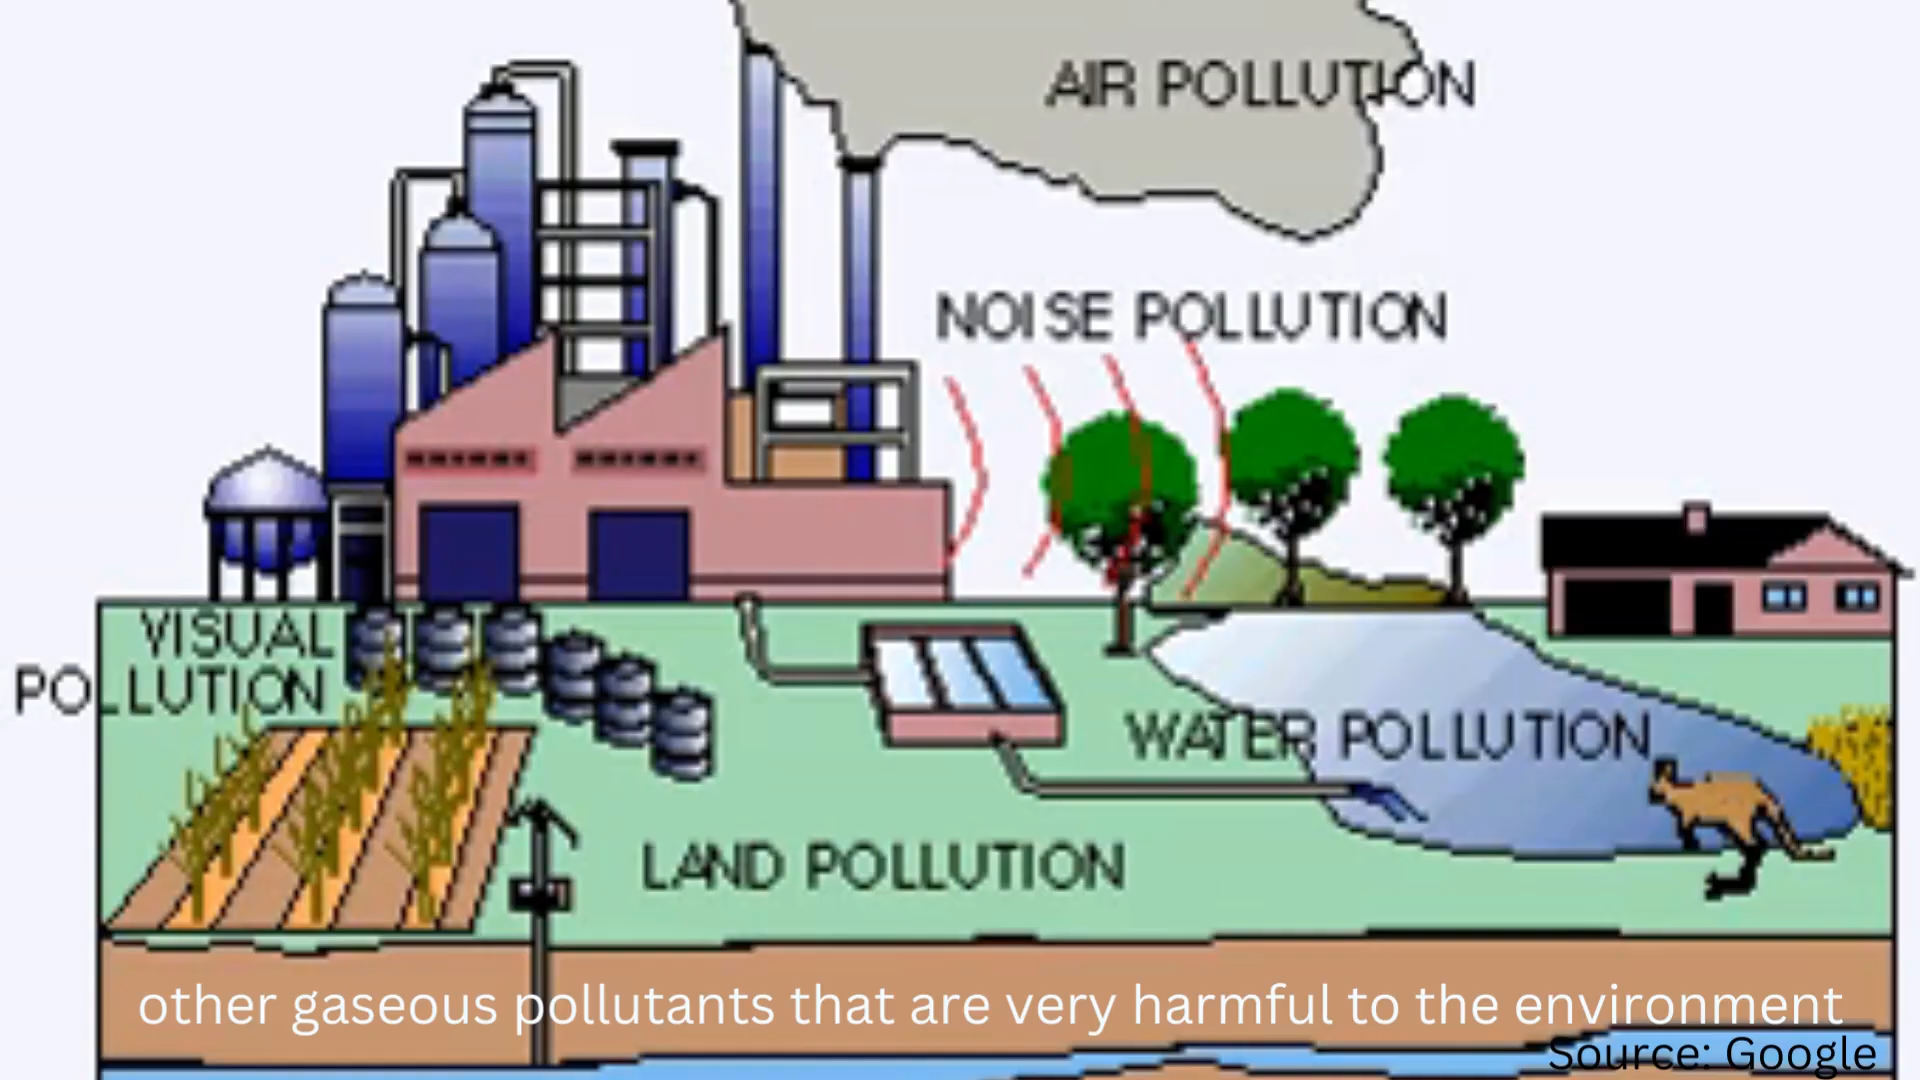 AIR POLLUTION
NOISE POLLUTION
VISUAL
POLLUTION
WATER POLLUTION
LAND POLLUTION
other gaseous pollutants that are very harmful to the environment
Source: Google